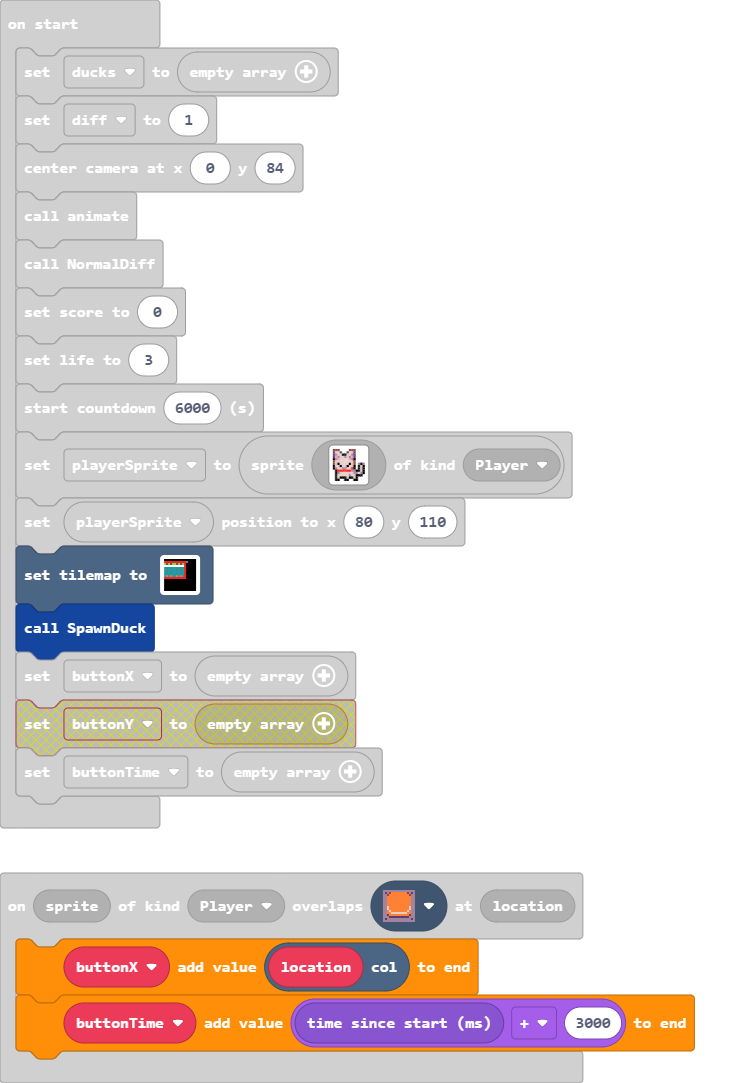 on start
set ducks to empty array
set diff to 1
center camera at x 0 y 84
call animate
call NormalDiff
set score to 0
set life to 3
start countdown 6000 (s)
set playerSprite to sprite of kind Player
set playerSprite position to x 80 y 110
set tilemap to
call SpawnDuck
set buttonX to empty array
set buttonY to empty array
set buttonTime to empty array
on sprite of kind Player overlaps at location
buttonX add value location col to end
buttonTime add value time since start (ms) + 3000 to end